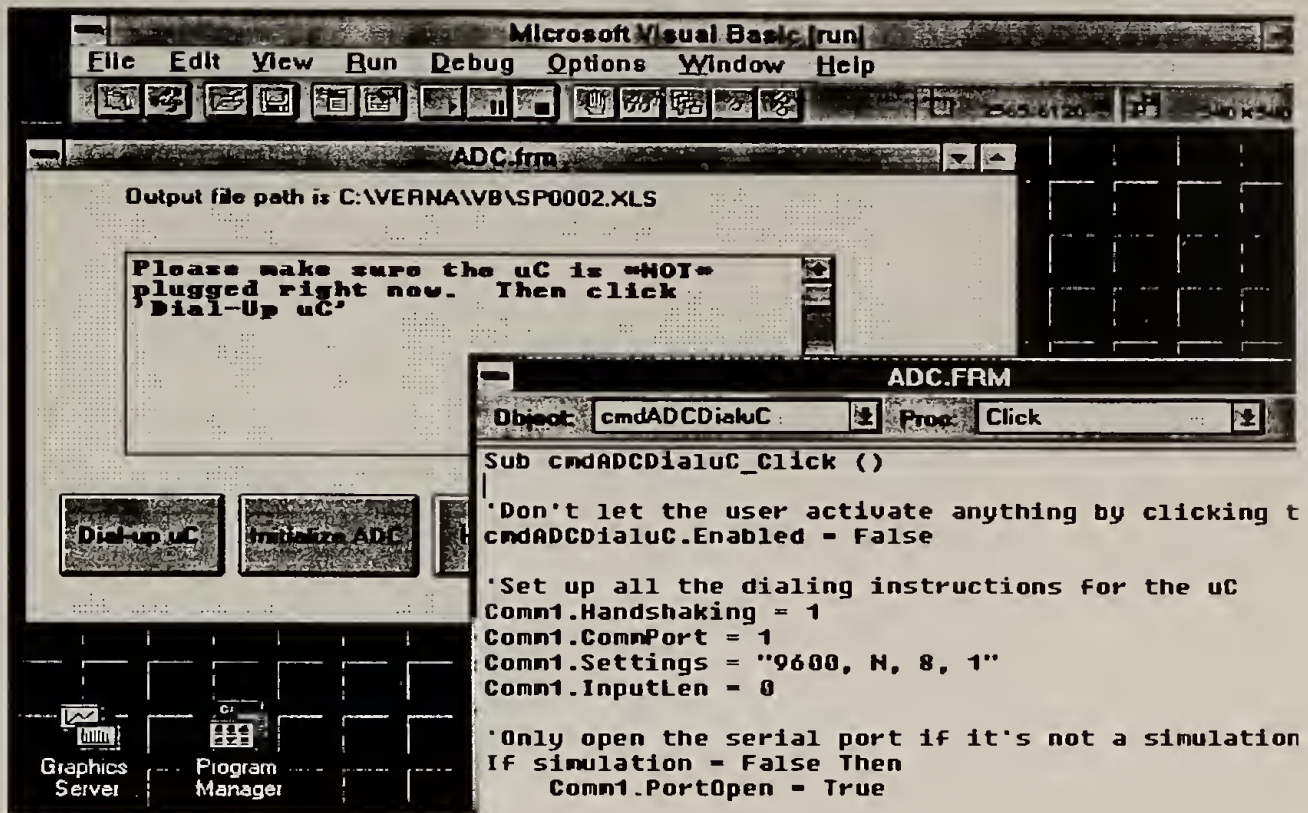 Microsoft Visual Basic [run]
File Edit View Run Debug Options Window Help
ADC.frm
Output file path is C:\VERNA\VB\SP0002.XLS
Please make sure the uC is *NOT*
plugged right now. Then click
'Dial-Up uC'
Dial-up uC
Initialize ADC
ADC.FRM
Object: cmdADCDialuC Proc: Click
Sub cmdADCDialuC_Click ()
'Don't let the user activate anything by clicking t
cmdADCDialuC.Enabled = False
'Set up all the dialing instructions for the uC
Comm1.Handshaking = 1
Comm1.CommPort = 1
Comm1.Settings = "9600, N, 8, 1"
Comm1.InputLen = 0
'Only open the serial port if it's not a simulation
If simulation = False Then
Comm1.PortOpen = True
Graphics
Server
Program
Manager